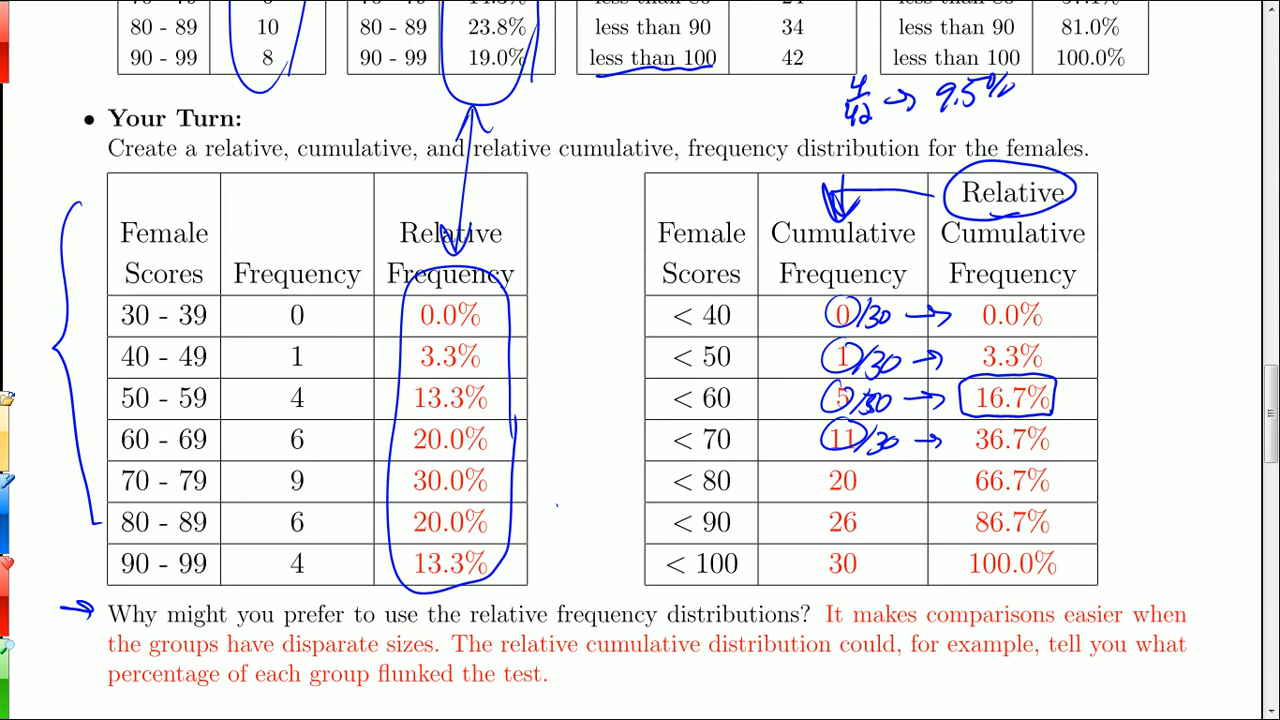 80 - 89 10 80 - 89 23.8% less than 90 34 less than 90 81.0%
90 - 99 8 90 - 99 19.0% less than 100 42 less than 100 100.0%
4/42 → 9.5%
• Your Turn:
Create a relative, cumulative, and relative cumulative, frequency distribution for the females.
Relative
Female Relative Female Cumulative Cumulative
Scores Frequency Frequency Scores Frequency Frequency
30 - 39 0 0.0% < 40 0/30 → 0.0%
40 - 49 1 3.3% < 50 1/30 → 3.3%
50 - 59 4 13.3% < 60 5/30 → 16.7%
60 - 69 6 20.0% < 70 11/30 → 36.7%
70 - 79 9 30.0% < 80 20 66.7%
80 - 89 6 20.0% < 90 26 86.7%
90 - 99 4 13.3% < 100 30 100.0%
→ Why might you prefer to use the relative frequency distributions? It makes comparisons easier when
the groups have disparate sizes. The relative cumulative distribution could, for example, tell you what
percentage of each group flunked the test.